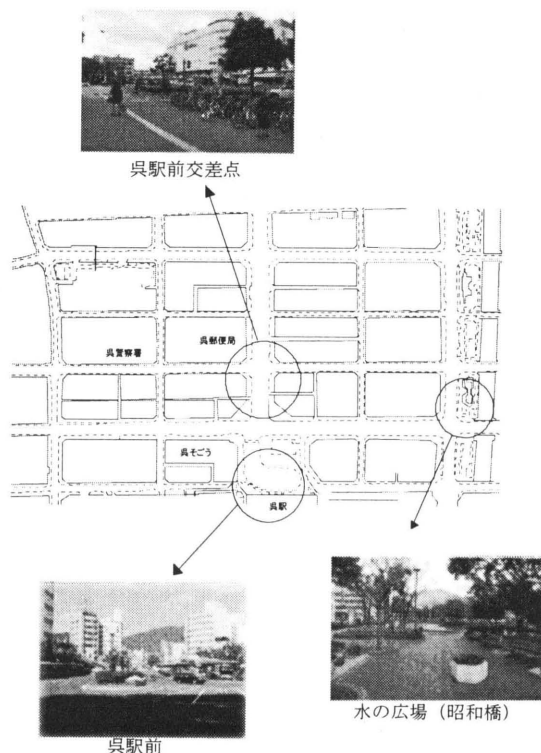 呉駅前交差点
呉郵便局
呉警察署
呉そごう
呉駅
水の広場（昭和橋）
呉駅前